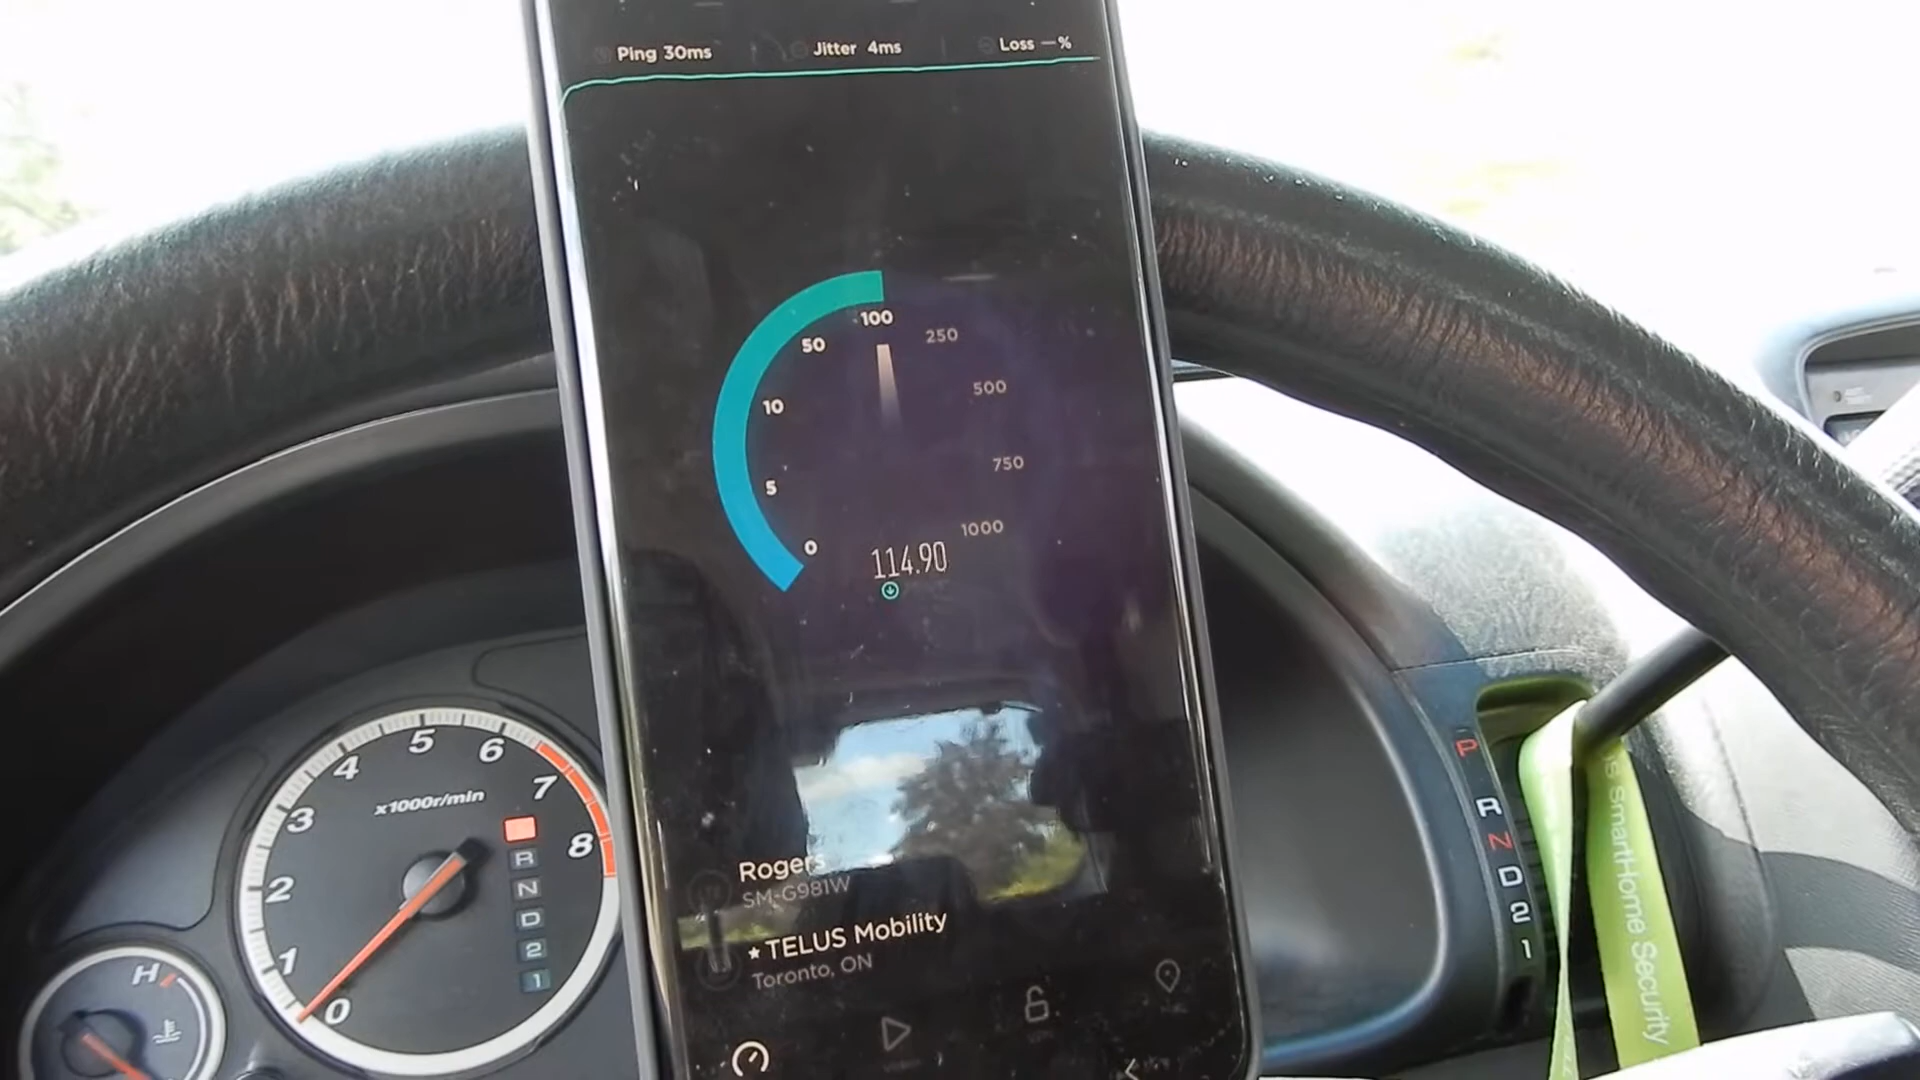 Ping 30ms Jitter 4ms Loss —%
100
50
250
10
500
5
750
0
1000
114.90
Rogers
SM-G981W
★ TELUS Mobility
Toronto, ON
5
6
4
7
x1000r/min
3
8
R
2
N
D
1
2
0
1
H
P
R
N
D
2
1
SmartHome Security